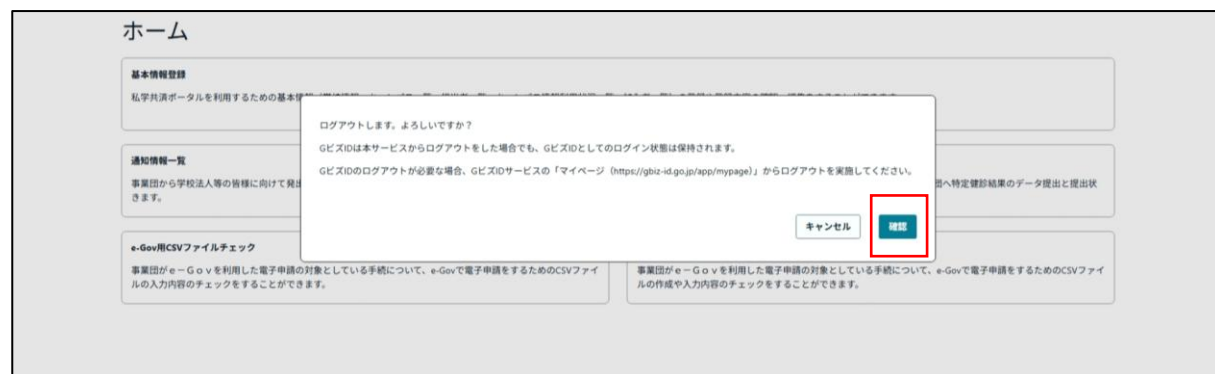 ホーム
基本情報登録
私学共済ポータルを利用するための基本情
ログアウトします。よろしいですか？
GビズIDは本サービスからログアウトをした場合でも、GビズIDとしてのログイン状態は保持されます。
GビズIDのログアウトが必要な場合、GビズIDサービスの「マイページ（https://gbiz-id.go.jp/app/mypage）」からログアウトを実施してください。
キャンセル
確認
通知情報一覧
事業団から学校法人等の皆様に向けて発出
きます。
団へ特定健診結果のデータ提出と提出状
e-Gov用CSVファイルチェック
事業団がｅ－Ｇｏｖを利用した電子申請の対象としている手続について、e-Govで電子申請をするためのCSVファイ
ルの入力内容のチェックをすることができます。
事業団がｅ－Ｇｏｖを利用した電子申請の対象としている手続について、e-Govで電子申請をするためのCSVファイ
ルの作成や入力内容のチェックをすることができます。